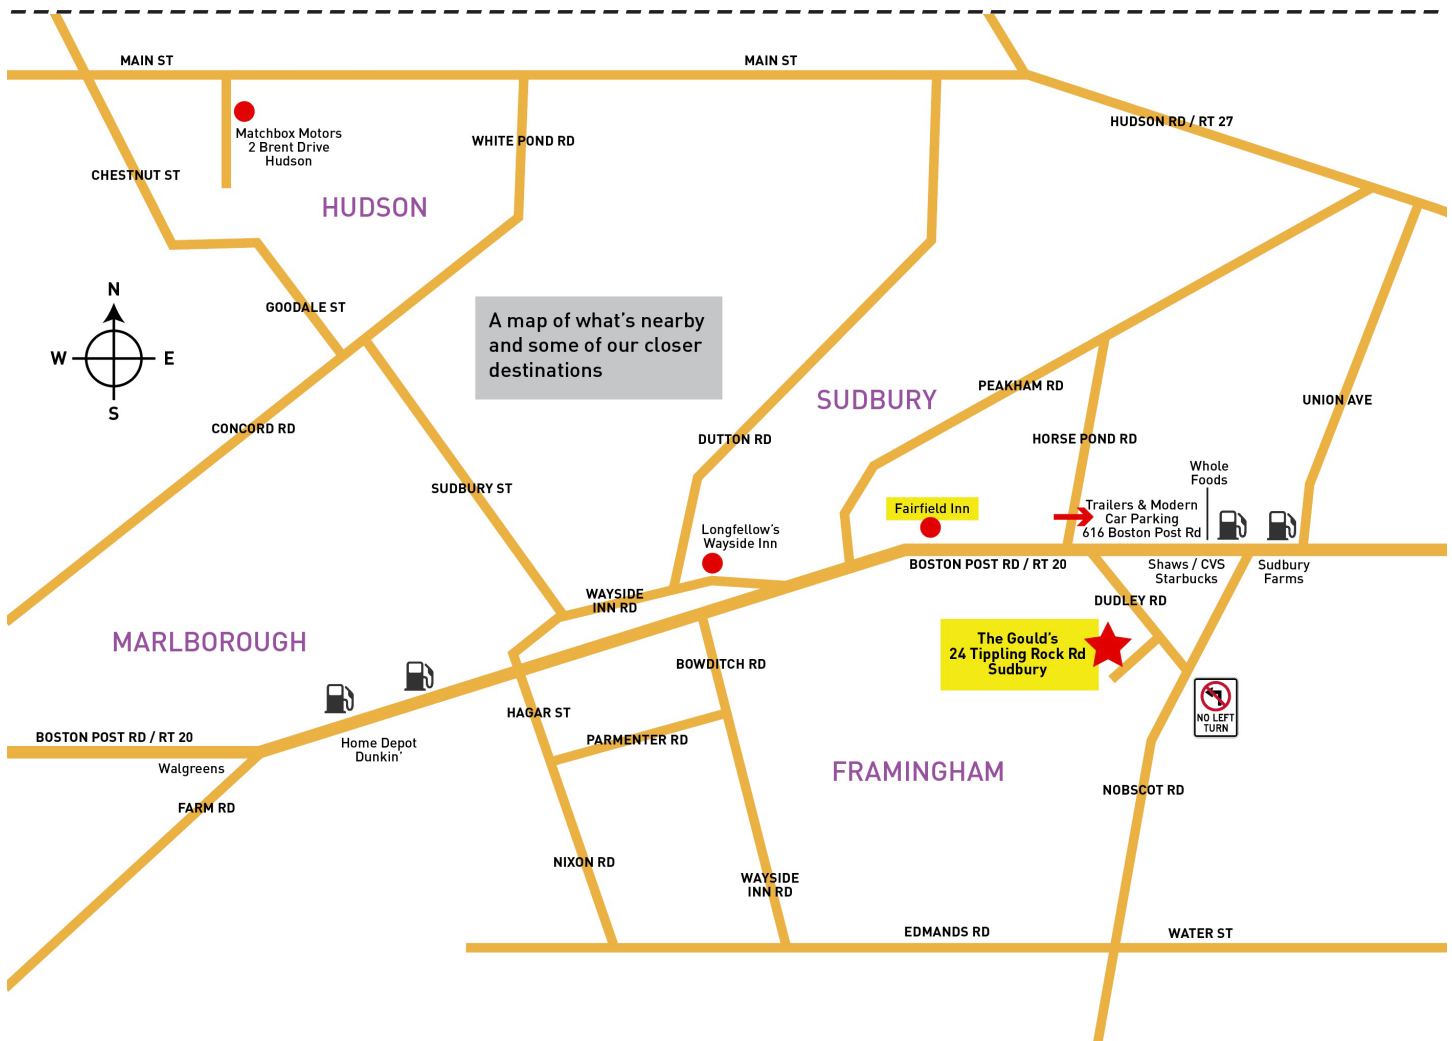 MAIN ST
MAIN ST
HUDSON RD / RT 27
Matchbox Motors
2 Brent Drive
Hudson
WHITE POND RD
CHESTNUT ST
HUDSON
N
W
E
S
GOODALE ST
A map of what's nearby
and some of our closer
destinations
SUDBURY
PEAKHAM RD
UNION AVE
CONCORD RD
DUTTON RD
HORSE POND RD
SUDBURY ST
Whole
Foods
Fairfield Inn
Trailers & Modern
Car Parking
616 Boston Post Rd
Longfellow's
Wayside Inn
BOSTON POST RD / RT 20
Shaws / CVS
Starbucks
Sudbury
Farms
WAYSIDE
INN RD
DUDLEY RD
MARLBOROUGH
The Gould's
24 Tippling Rock Rd
Sudbury
BOWDITCH RD
HAGAR ST
NO LEFT
TURN
BOSTON POST RD / RT 20
Home Depot
Dunkin'
PARMENTER RD
Walgreens
FRAMINGHAM
NOBSCOT RD
FARM RD
NIXON RD
WAYSIDE
INN RD
EDMANDS RD
WATER ST